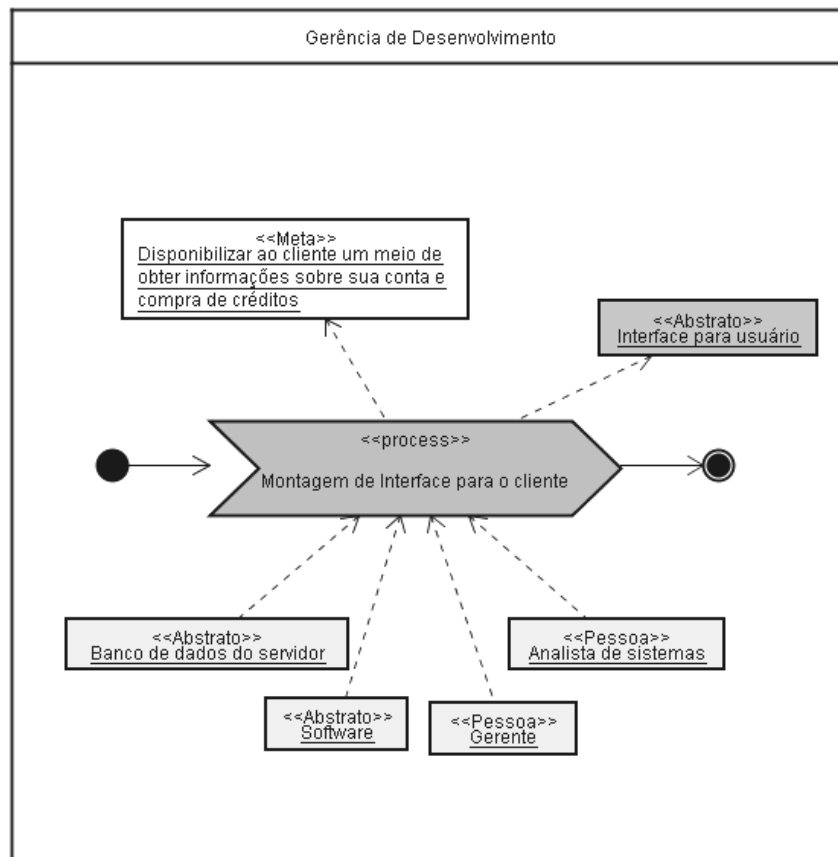 Gerência de Desenvolvimento
<<Meta>>
Disponibilizar ao cliente um meio de
obter informações sobre sua conta e
compra de créditos
<<Abstrato>>
Interface para usuário
<<process>>
Montagem de Interface para o cliente
<<Abstrato>>
Banco de dados do servidor
<<Pessoa>>
Analista de sistemas
<<Abstrato>>
Software
<<Pessoa>>
Gerente